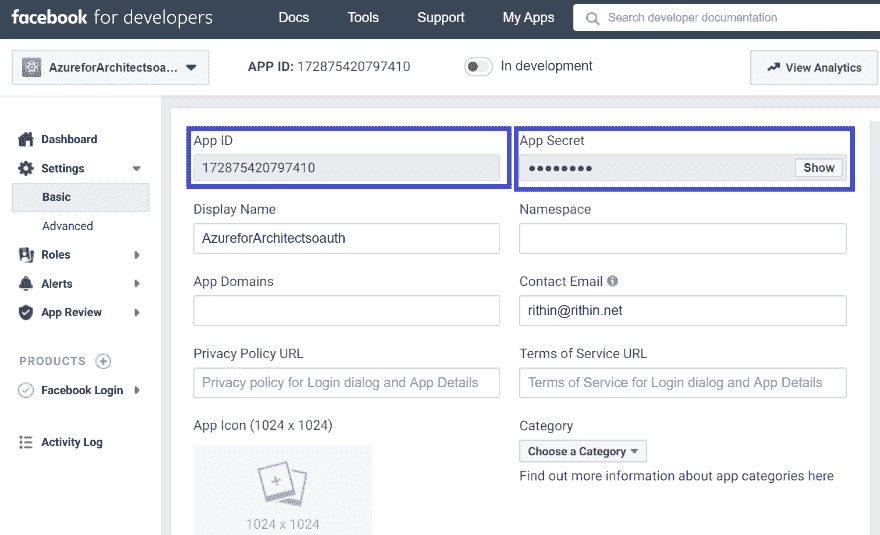 facebook for developers Docs Tools Support My Apps Search developer documentation
AzureforArchitectsoa... APP ID: 172875420797410 In development View Analytics
Dashboard
Settings
Basic
Advanced
Roles
Alerts
App Review
PRODUCTS
Facebook Login
Activity Log
App ID App Secret
172875420797410 ●●●●●●●● Show
Display Name Namespace
AzureforArchitectsoauth
App Domains Contact Email
rithin@rithin.net
Privacy Policy URL Terms of Service URL
Privacy policy for Login dialog and App Details Terms of Service for Login dialog and App Details
App Icon (1024 x 1024) Category
Choose a Category
Find out more information about app categories here
1024 x 1024